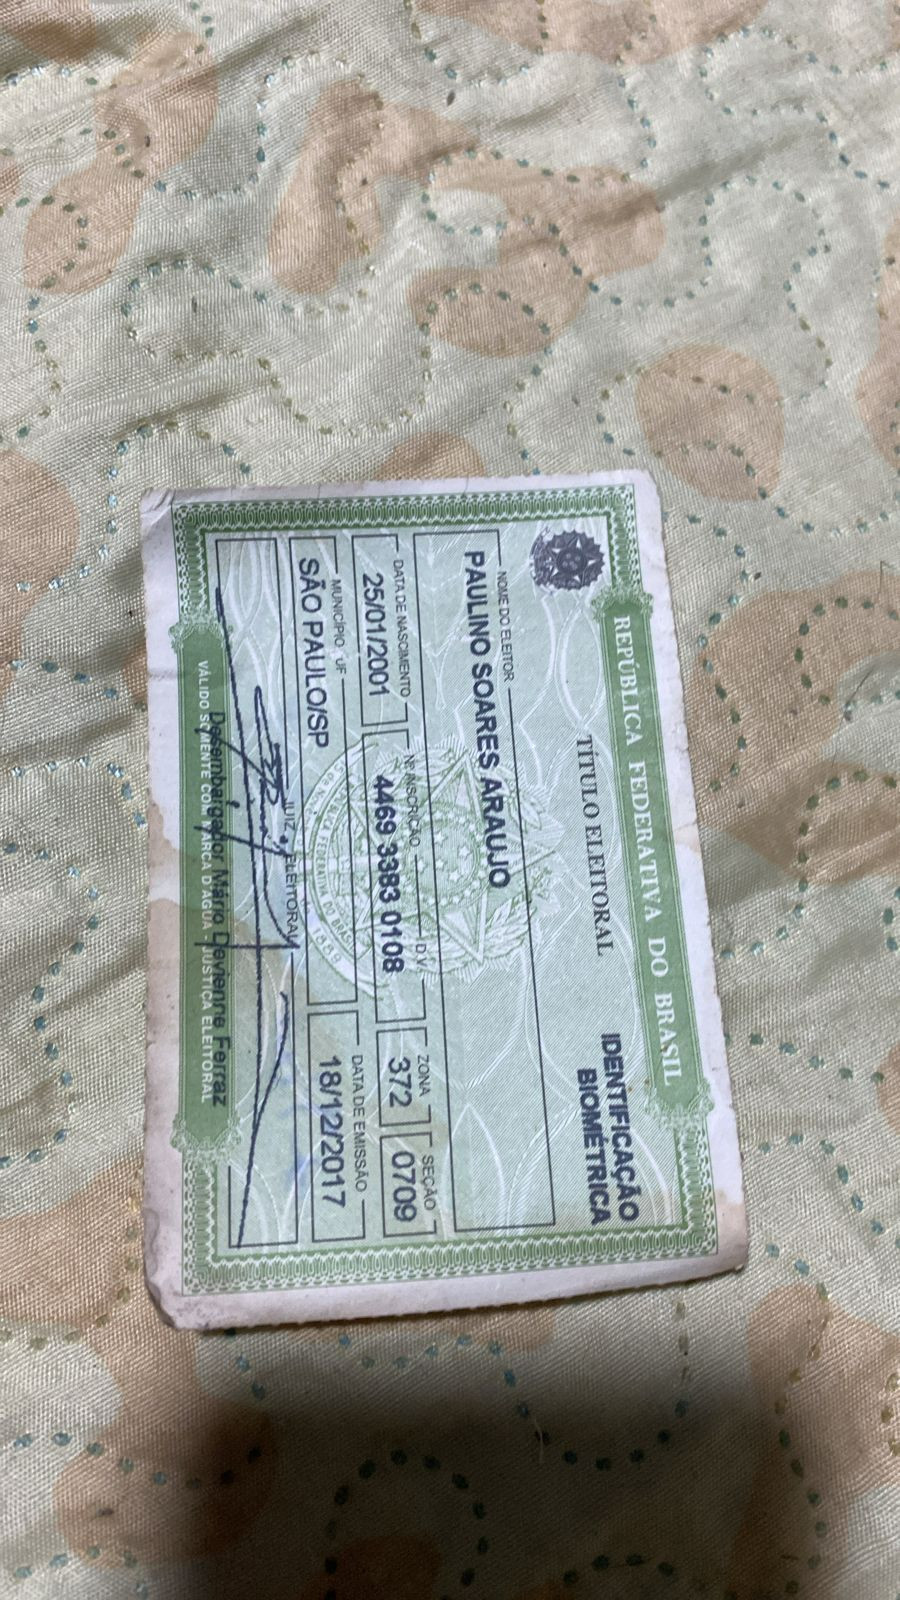 REPÚBLICA FEDERATIVA DO BRASIL
TÍTULO ELEITORAL
IDENTIFICAÇÃO
BIOMÉTRICA
NOME DO ELEITOR
PAULINO SOARES ARAUJO
DATA DE NASCIMENTO
25/01/2001
Nº INSCRIÇÃO D.V.
4469 3383 0108
ZONA
372
SEÇÃO
0709
MUNICÍPIO UF
SÃO PAULO/SP
DATA DE EMISSÃO
18/12/2017
JUIZ ELEITORAL
Desembargador Mário Devienne Ferraz
VÁLIDO SOMENTE COM MARCA D'ÁGUA JUSTIÇA ELEITORAL